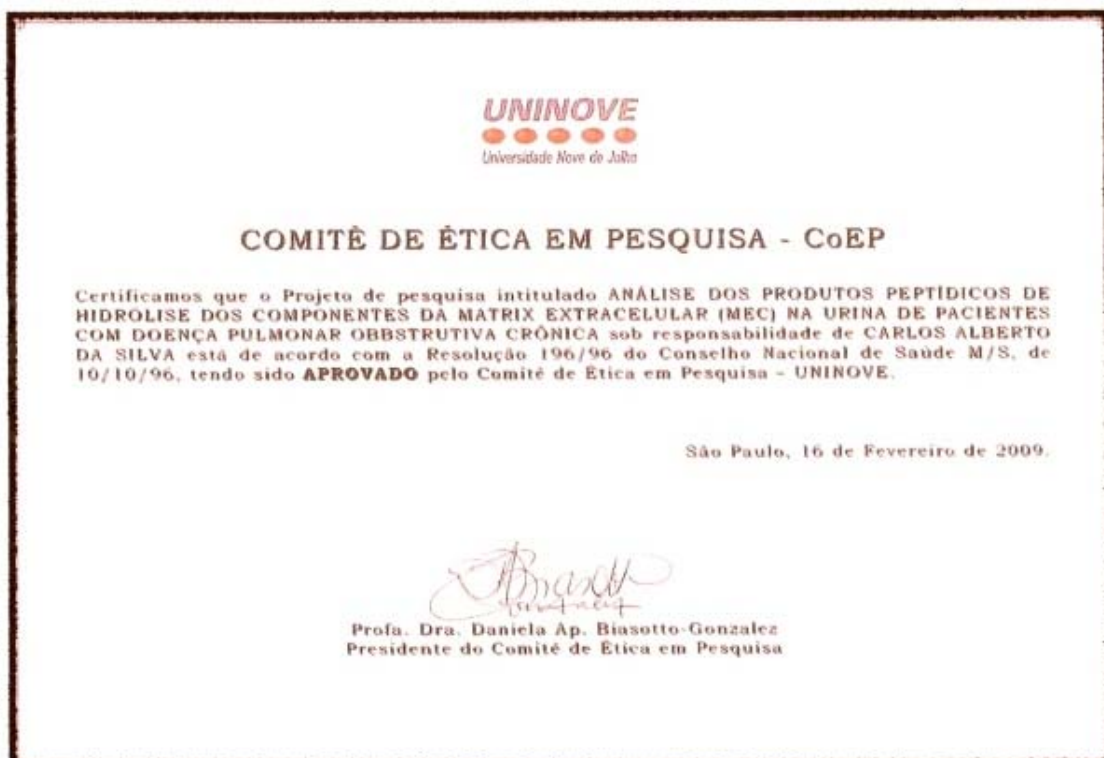 UNINOVE
Universidade Nove de Julho
COMITÊ DE ÉTICA EM PESQUISA - CoEP
Certificamos que o Projeto de pesquisa intitulado ANÁLISE DOS PRODUTOS PEPTÍDICOS DE
HIDROLISE DOS COMPONENTES DA MATRIX EXTRACELULAR (MEC) NA URINA DE PACIENTES
COM DOENÇA PULMONAR OBBSTRUTIVA CRÔNICA sob responsabilidade de CARLOS ALBERTO
DA SILVA está de acordo com a Resolução 196/96 do Conselho Nacional de Saúde M/S, de
10/10/96, tendo sido APROVADO pelo Comitê de Ética em Pesquisa - UNINOVE.
São Paulo, 16 de Fevereiro de 2009.
Profa. Dra. Daniela Ap. Biasotto-Gonzalez
Presidente do Comitê de Ética em Pesquisa